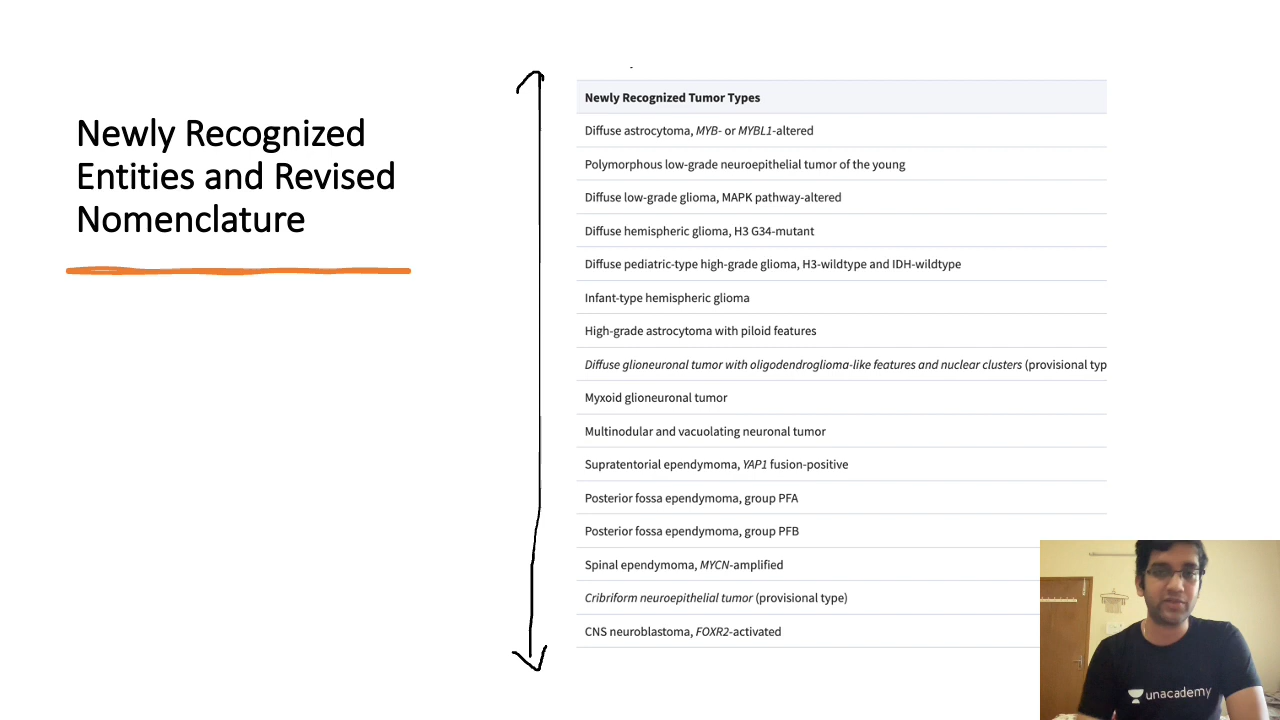 Newly Recognized
Entities and Revised
Nomenclature
Newly Recognized Tumor Types
Diffuse astrocytoma, MYB- or MYBL1-altered
Polymorphous low-grade neuroepithelial tumor of the young
Diffuse low-grade glioma, MAPK pathway-altered
Diffuse hemispheric glioma, H3 G34-mutant
Diffuse pediatric-type high-grade glioma, H3-wildtype and IDH-wildtype
Infant-type hemispheric glioma
High-grade astrocytoma with piloid features
Diffuse glioneuronal tumor with oligodendroglioma-like features and nuclear clusters (provisional typ
Myxoid glioneuronal tumor
Multinodular and vacuolating neuronal tumor
Supratentorial ependymoma, YAP1 fusion-positive
Posterior fossa ependymoma, group PFA
Posterior fossa ependymoma, group PFB
Spinal ependymoma, MYCN-amplified
Cribriform neuroepithelial tumor (provisional type)
CNS neuroblastoma, FOXR2-activated
unacademy